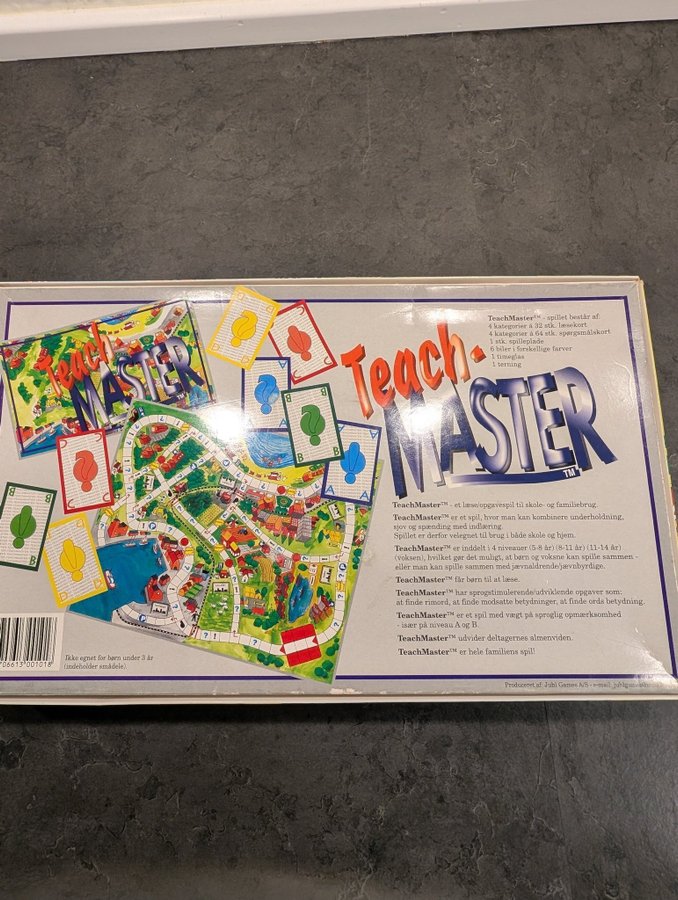 TeachMaster™ - spillet består af:
4 kategorier à 32 stk. læsekort
4 kategorier à 64 stk. spørgsmålskort
1 stk. spilleplade
6 biler i forskellige farver
1 timeglas
1 terning
Teach-
MASTER™
Teach-
MASTER
TeachMaster™ - et læse/opgavespil til skole- og familiebrug.
TeachMaster™ er et spil, hvor man kan kombinere underholdning,
sjov og spænding med indlæring.
Spillet er derfor velegnet til brug i både skole og hjem.
TeachMaster™ er inddelt i 4 niveauer (5-8 år) (8-11 år) (11-14 år)
(voksen), hvilket gør det muligt, at børn og voksne kan spille sammen -
eller man kan spille sammen med jævnaldrende/jævnbyrdige.
TeachMaster™ får børn til at læse.
TeachMaster™ har sprogstimulerende/udviklende opgaver som:
at finde rimord, at finde modsatte betydninger, at finde ords betydning.
TeachMaster™ er et spil med vægt på sproglig opmærksomhed
- især på niveau A og B.
TeachMaster™ udvider deltagernes almenviden.
TeachMaster™ er hele familiens spil!
A
A
B
B
B
B
06613 001018
Ikke egnet for børn under 3 år
(indeholder smådele)
Produceret af: Jubi Games A/S - e-mail: